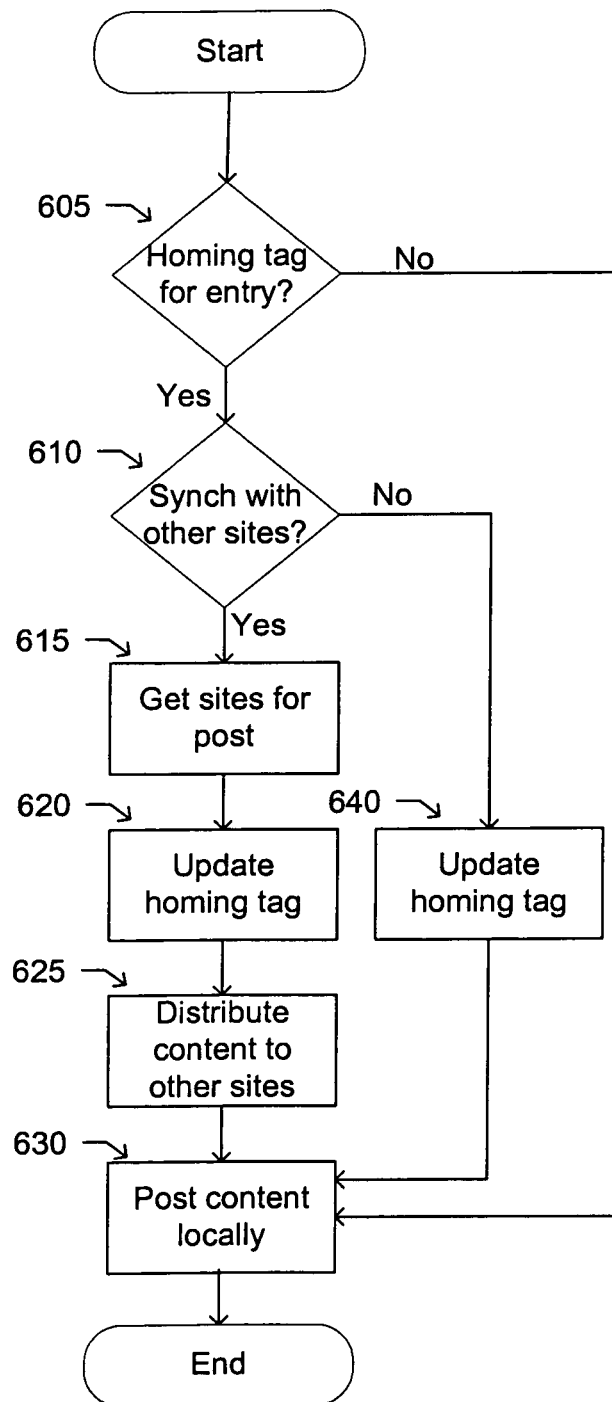 Start
605
Homing tag
for entry?
No
Yes
610
Synch with
other sites?
No
Yes
615
Get sites for
post
620
Update
homing tag
640
Update
homing tag
625
Distribute
content to
other sites
630
Post content
locally
End